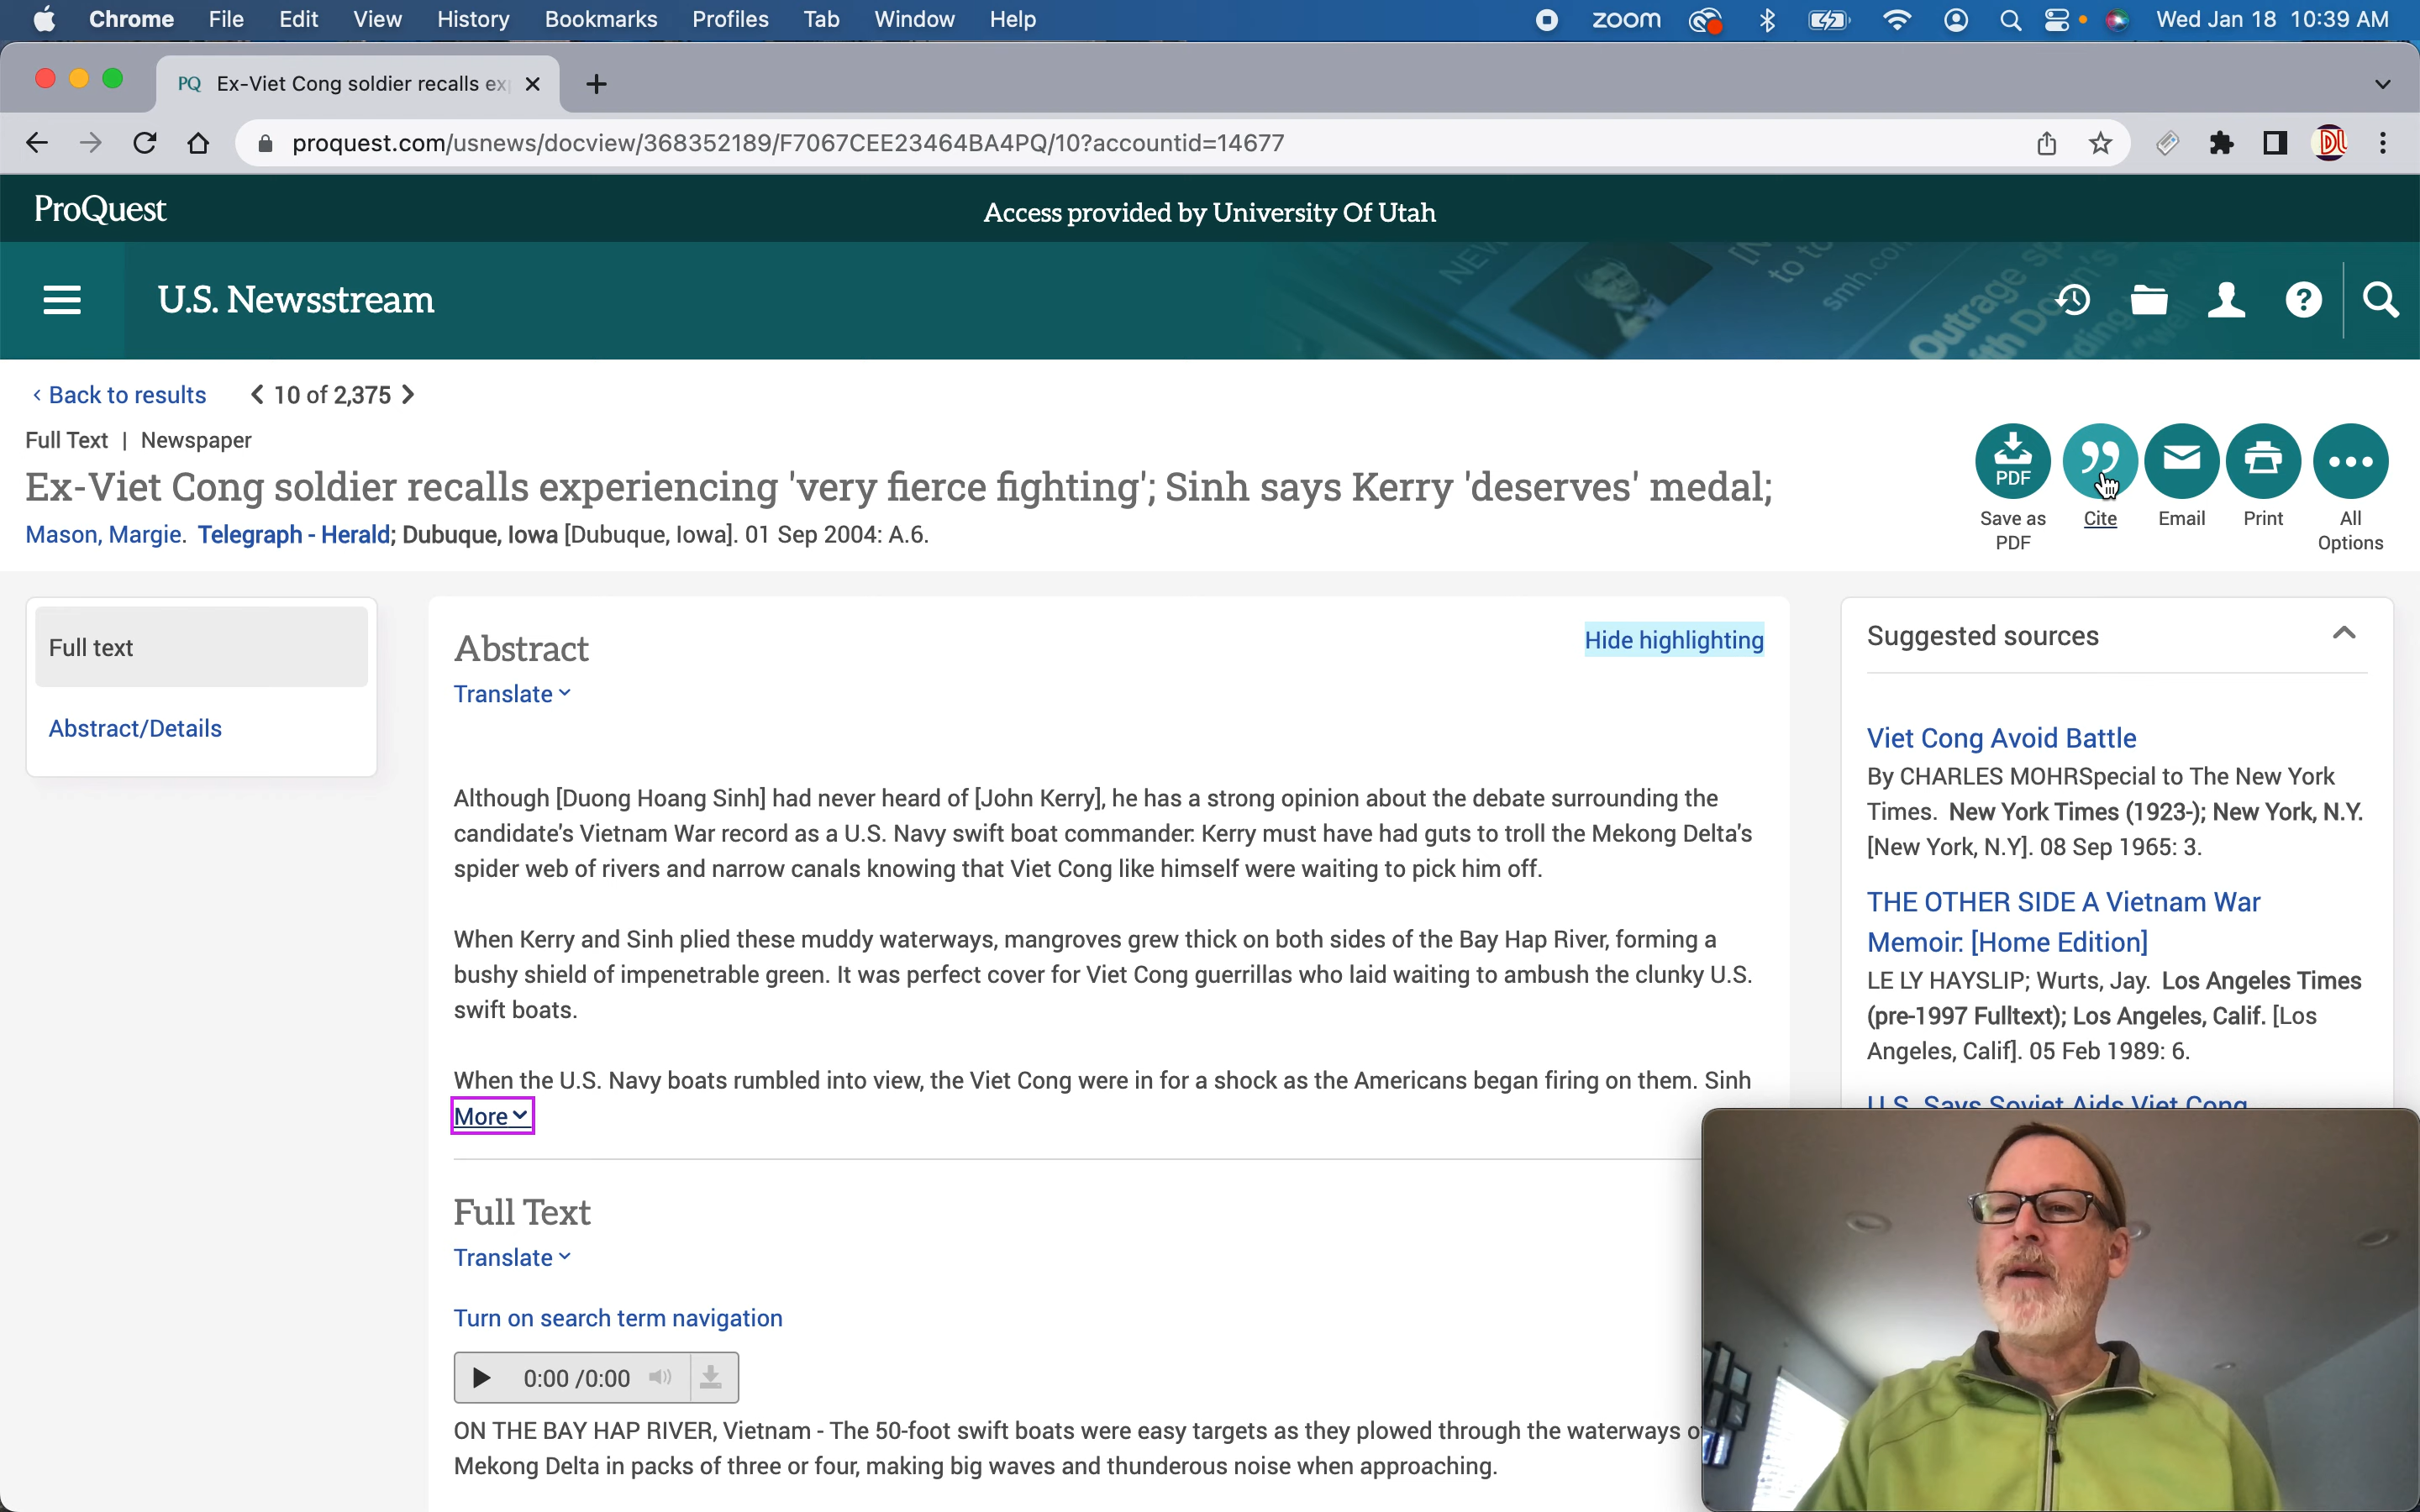 Chrome File Edit View History Bookmarks Profiles Tab Window Help zoom Wed Jan 18 10:39 AM
PQ Ex-Viet Cong soldier recalls ex
proquest.com/usnews/docview/368352189/F7067CEE23464BA4PQ/10?accountid=14677
ProQuest Access provided by University Of Utah
U.S. Newsstream
Back to results 10 of 2,375
Full Text | Newspaper
Ex-Viet Cong soldier recalls experiencing 'very fierce fighting'; Sinh says Kerry 'deserves' medal;
Mason, Margie. Telegraph - Herald; Dubuque, Iowa [Dubuque, Iowa]. 01 Sep 2004: A.6.
PDF
Save as PDF
Cite
Email
Print
All Options
Full text
Abstract/Details
Abstract
Hide highlighting
Translate
Although [Duong Hoang Sinh] had never heard of [John Kerry], he has a strong opinion about the debate surrounding the
candidate's Vietnam War record as a U.S. Navy swift boat commander: Kerry must have had guts to troll the Mekong Delta's
spider web of rivers and narrow canals knowing that Viet Cong like himself were waiting to pick him off.
When Kerry and Sinh plied these muddy waterways, mangroves grew thick on both sides of the Bay Hap River, forming a
bushy shield of impenetrable green. It was perfect cover for Viet Cong guerrillas who laid waiting to ambush the clunky U.S.
swift boats.
When the U.S. Navy boats rumbled into view, the Viet Cong were in for a shock as the Americans began firing on them. Sinh
More
Full Text
Translate
Turn on search term navigation
0:00 /0:00
ON THE BAY HAP RIVER, Vietnam - The 50-foot swift boats were easy targets as they plowed through the waterways
Mekong Delta in packs of three or four, making big waves and thunderous noise when approaching.
Suggested sources
Viet Cong Avoid Battle
By CHARLES MOHRSpecial to The New York
Times. New York Times (1923-); New York, N.Y.
[New York, N.Y]. 08 Sep 1965: 3.
THE OTHER SIDE A Vietnam War
Memoir: [Home Edition]
LE LY HAYSLIP; Wurts, Jay. Los Angeles Times
(pre-1997 Fulltext); Los Angeles, Calif. [Los
Angeles, Calif]. 05 Feb 1989: 6.
U.S. Says Soviet Aids Viet Cong